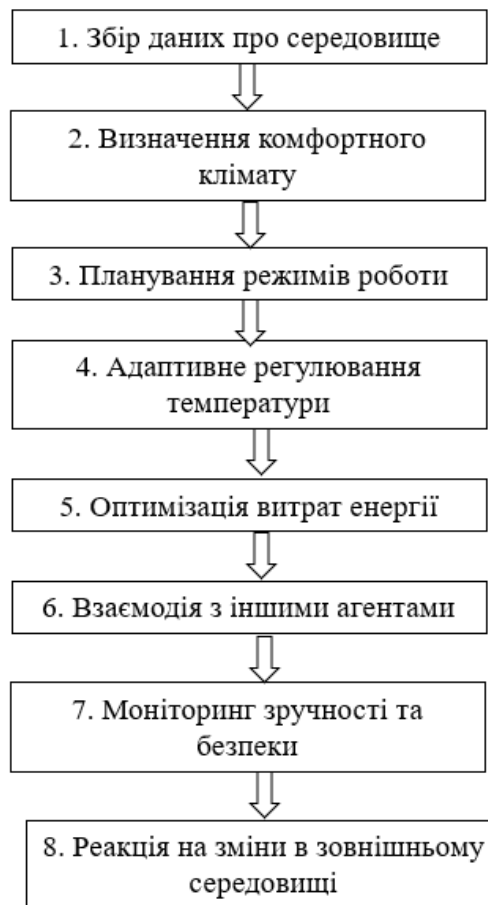 1. Збір даних про середовище
2. Визначення комфортного
клімату
3. Планування режимів роботи
4. Адаптивне регулювання
температури
5. Оптимізація витрат енергії
6. Взаємодія з іншими агентами
7. Моніторинг зручності та
безпеки
8. Реакція на зміни в зовнішньому
середовищі